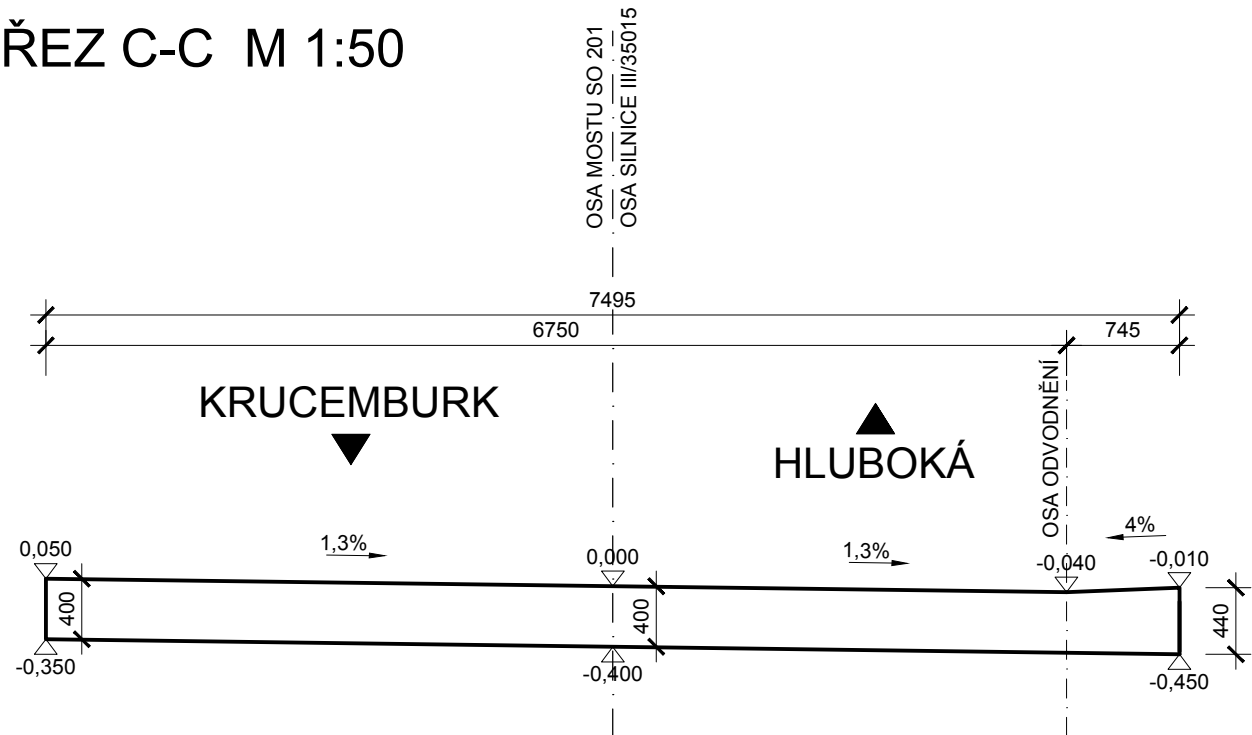 ŘEZ C-C M 1:50
OSA MOSTU SO 201
OSA SILNICE III/35015
7495
6750
745
KRUCEMBURK
HLUBOKÁ
OSA ODVODNĚNÍ
0,050
1,3%
0,000
1,3%
-0,040
4%
-0,010
400
400
440
-0,350
-0,400
-0,450